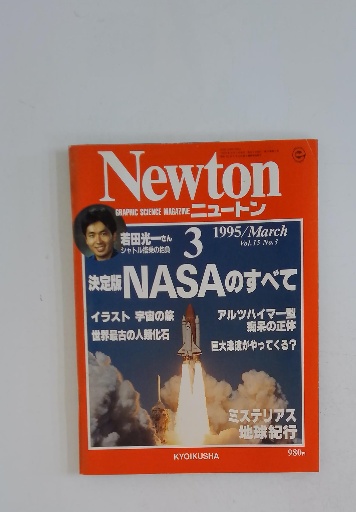 Newton
GRAPHIC SCIENCE MAGAZINE ニュートン
若田光一さん
シャトル搭乗の抱負
3
1995/March
Vol.15 No.3
決定版 NASAのすべて
イラスト 宇宙の旅
世界最古の人類化石
アルツハイマー型
痴呆の正体
巨大津波がやってくる?
ミステリアス
地球紀行
KYOIKUSHA
980円